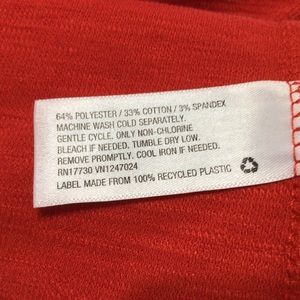 64% POLYESTER / 33% COTTON / 3% SPANDEX
MACHINE WASH COLD SEPARATELY.
GENTLE CYCLE. ONLY NON-CHLORINE
BLEACH IF NEEDED. TUMBLE DRY LOW.
REMOVE PROMPTLY. COOL IRON IF NEEDED.
RN17730 VN1247024
LABEL MADE FROM 100% RECYCLED PLASTIC